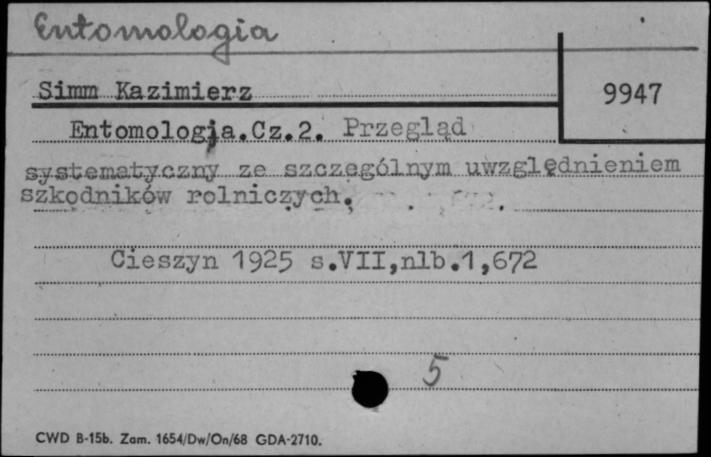 Entomologia
Simm Kazimierz
9947
Entomologja.Cz.2. Przegląd
systematyczny ze szczególnym uwzględnieniem
szkodników rolniczych.
Cieszyn 1925 s.VII,nlb.1,672
5
CWD B-15b. Zam. 1654/Dw/On/68 GDA-2710.